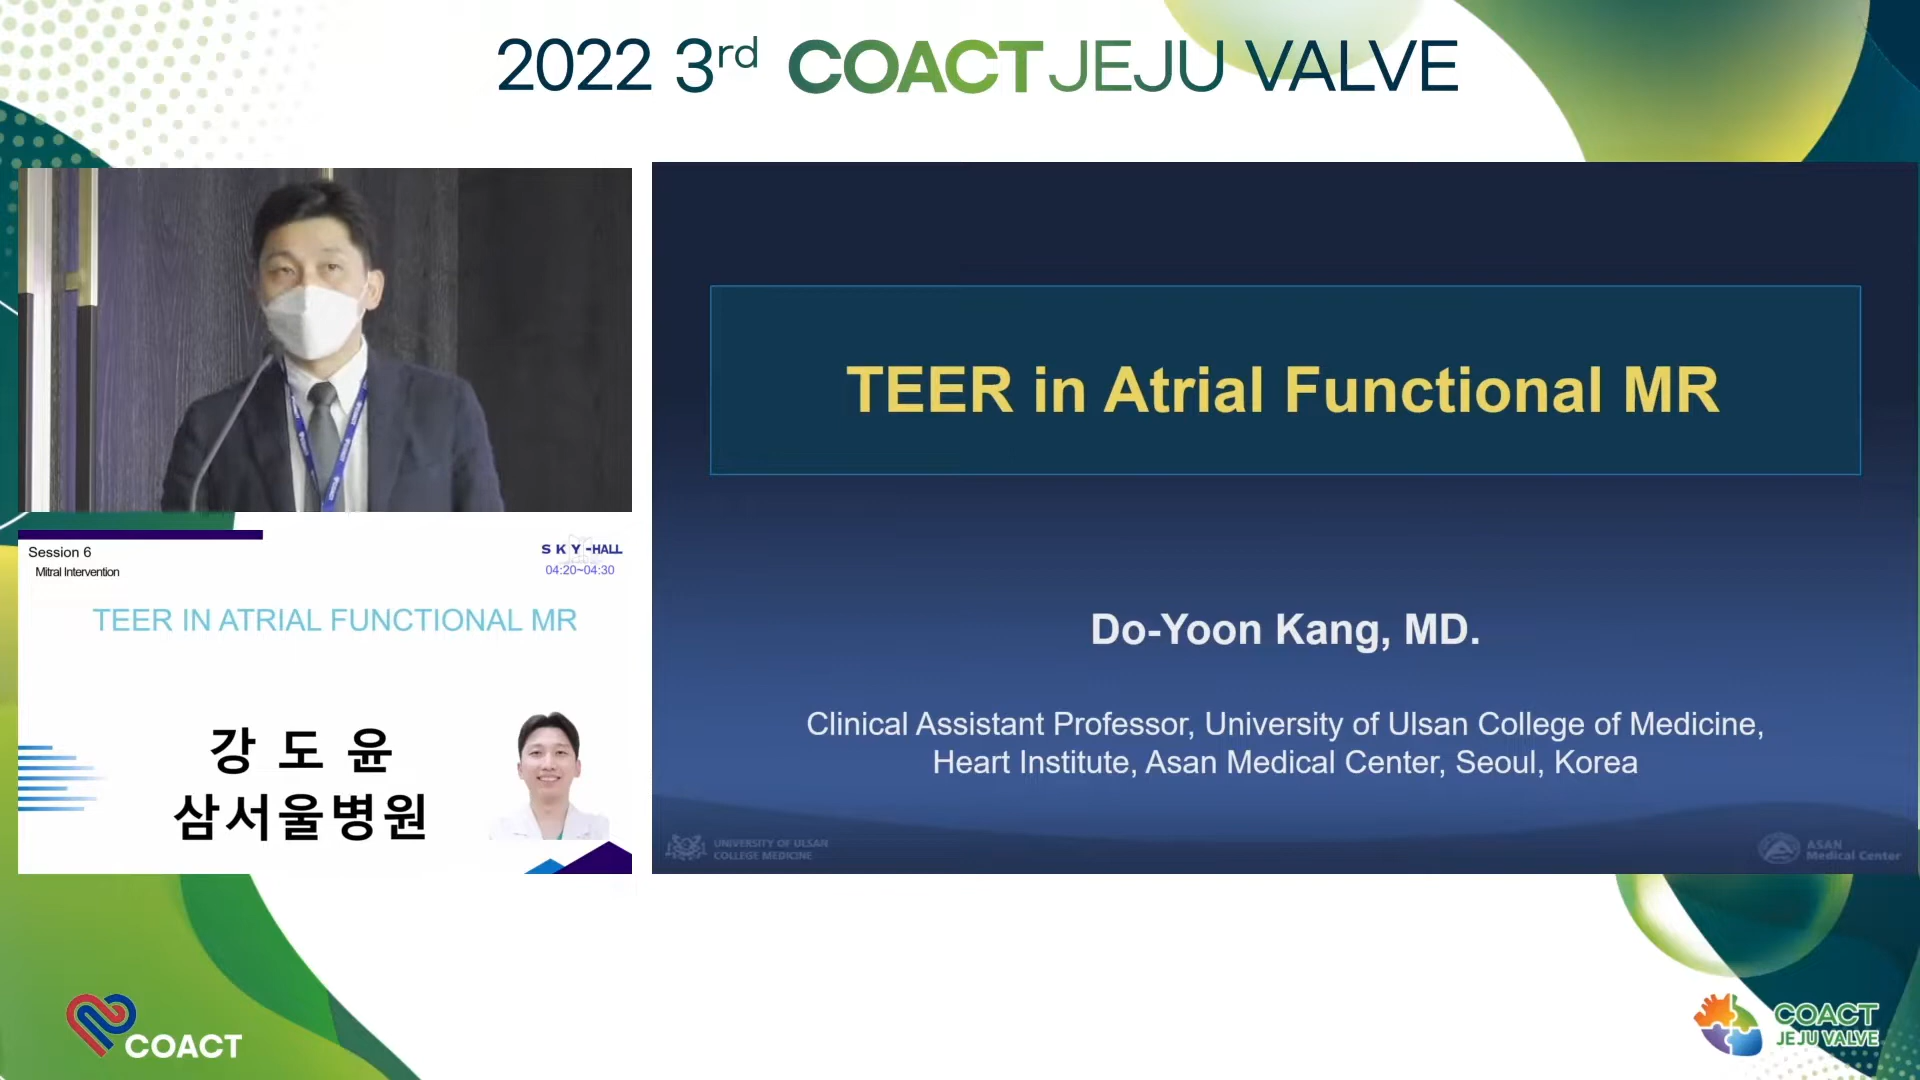 2022 3rd COACT JEJU VALVE
Session 6
Mitral Intervention
SKY-HALL
04:20~04:30
TEER IN ATRIAL FUNCTIONAL MR
강 도 윤
삼서울병원
TEER in Atrial Functional MR
Do-Yoon Kang, MD.
Clinical Assistant Professor, University of Ulsan College of Medicine,
Heart Institute, Asan Medical Center, Seoul, Korea
UNIVERSITY OF ULSAN
COLLEGE MEDICINE
ASAN
Medical Center
COACT
COACT
JEJU VALVE